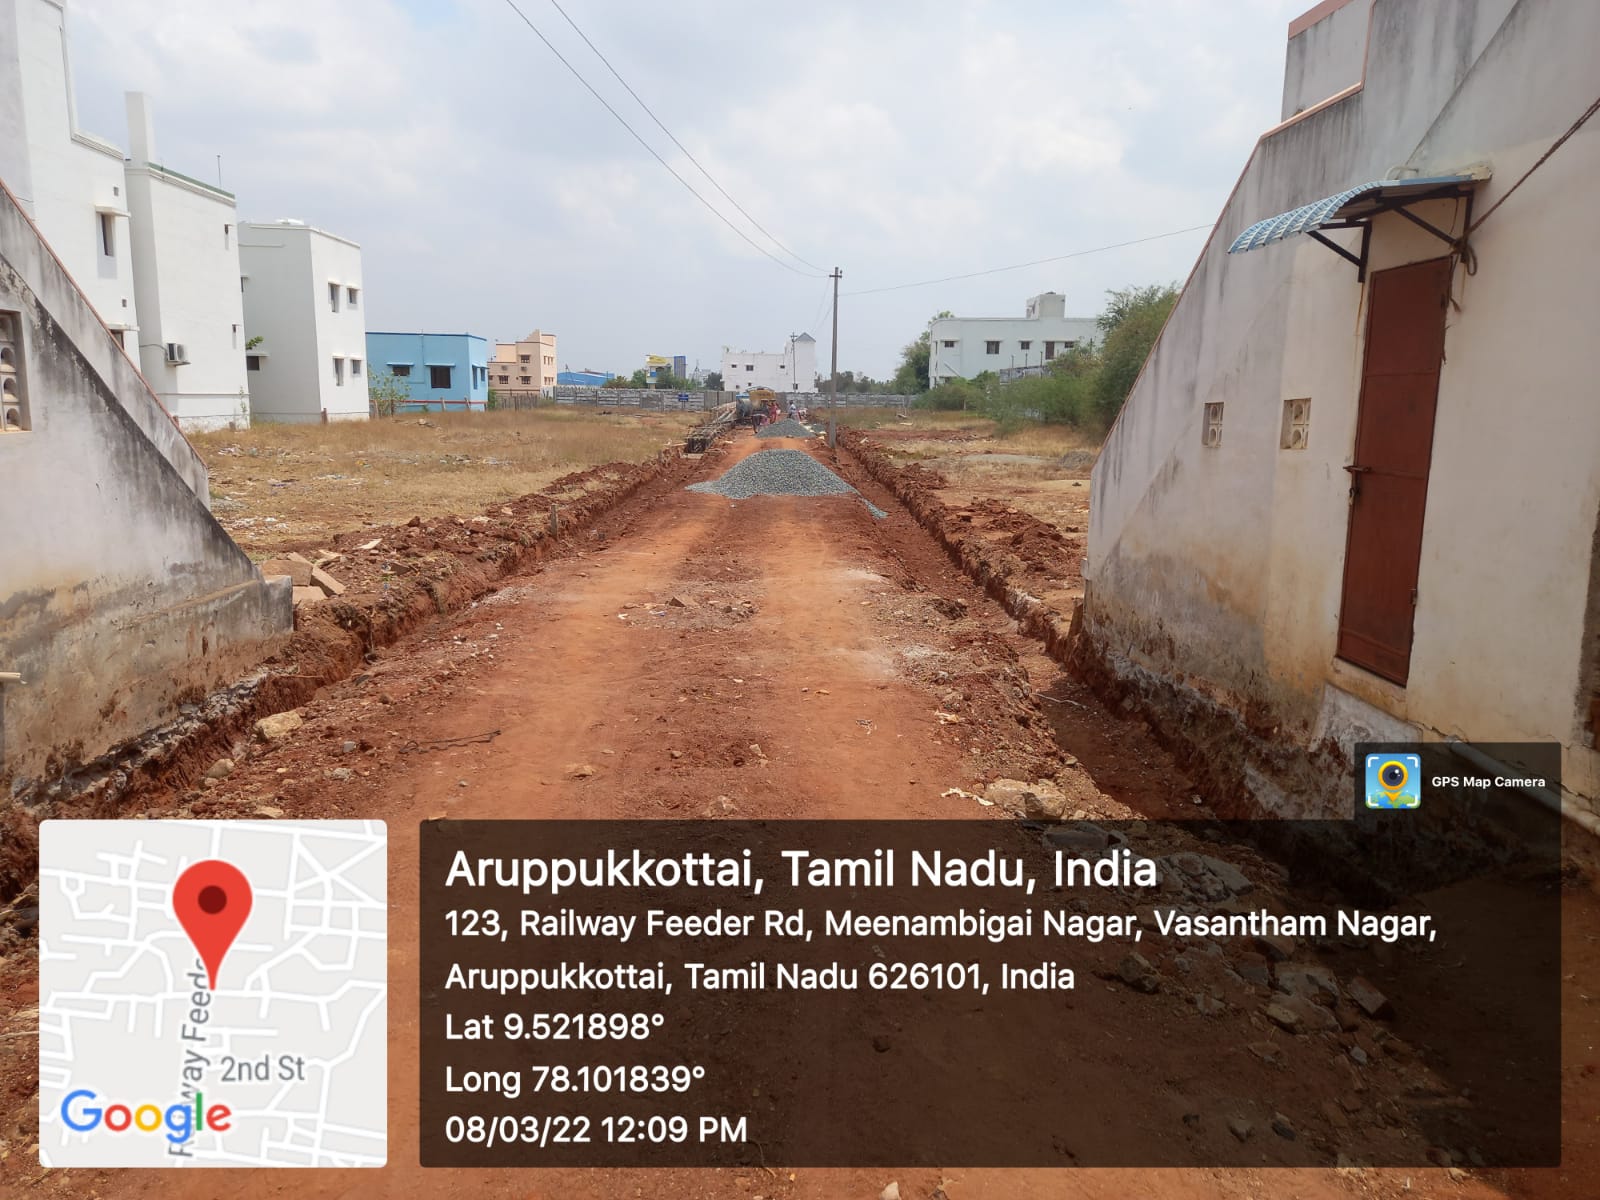 GPS Map Camera
Aruppukkottai, Tamil Nadu, India
123, Railway Feeder Rd, Meenambigai Nagar, Vasantham Nagar,
Aruppukkottai, Tamil Nadu 626101, India
Lat 9.521898°
Long 78.101839°
08/03/22 12:09 PM
2nd St
Google